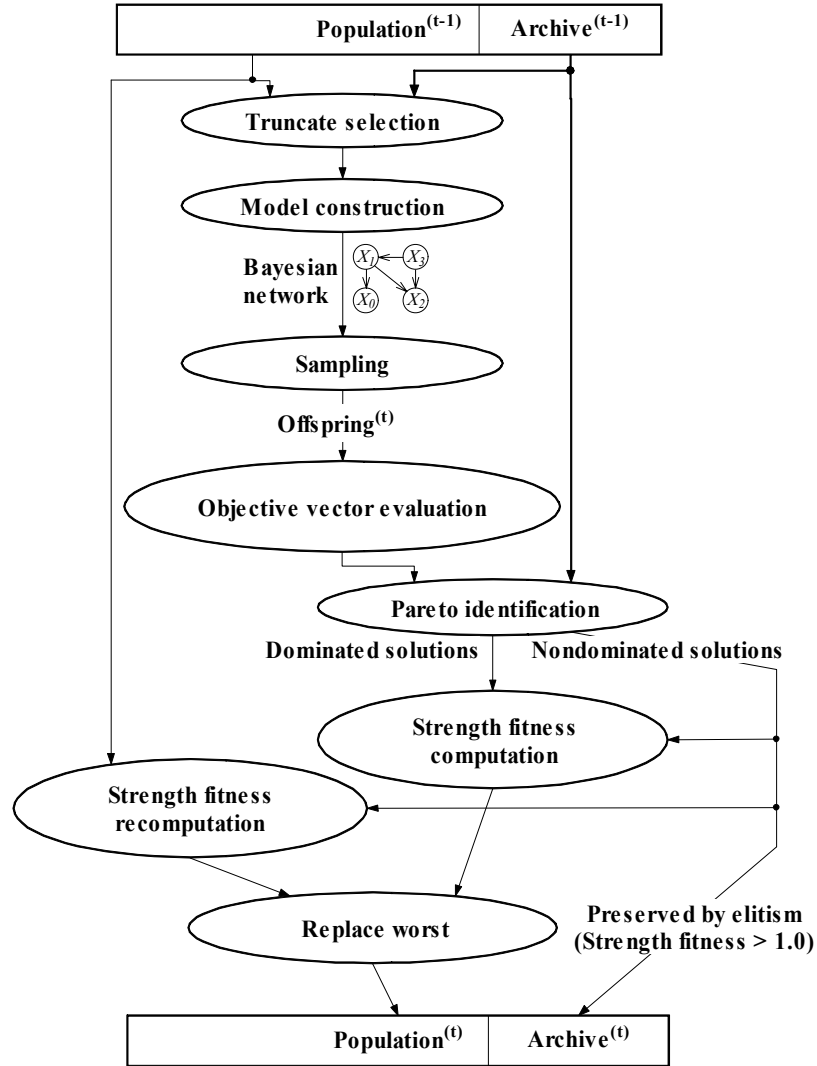 Population(t-1) Archive(t-1)
Truncate selection
Model construction
Bayesian
network
X1 X3
X0 X2
Sampling
Offspring(t)
Objective vector evaluation
Pareto identification
Dominated solutions Nondominated solutions
Strength fitness
computation
Strength fitness
recomputation
Preserved by elitism
(Strength fitness > 1.0)
Replace worst
Population(t) Archive(t)